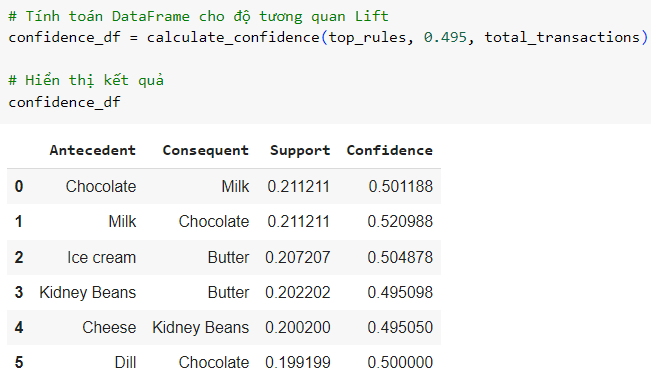 # Tính toán DataFrame cho độ tương quan Lift
confidence_df = calculate_confidence(top_rules, 0.495, total_transactions)
# Hiển thị kết quả
confidence_df
Antecedent Consequent Support Confidence
0 Chocolate Milk 0.211211 0.501188
1 Milk Chocolate 0.211211 0.520988
2 Ice cream Butter 0.207207 0.504878
3 Kidney Beans Butter 0.202202 0.495098
4 Cheese Kidney Beans 0.200200 0.495050
5 Dill Chocolate 0.199199 0.500000